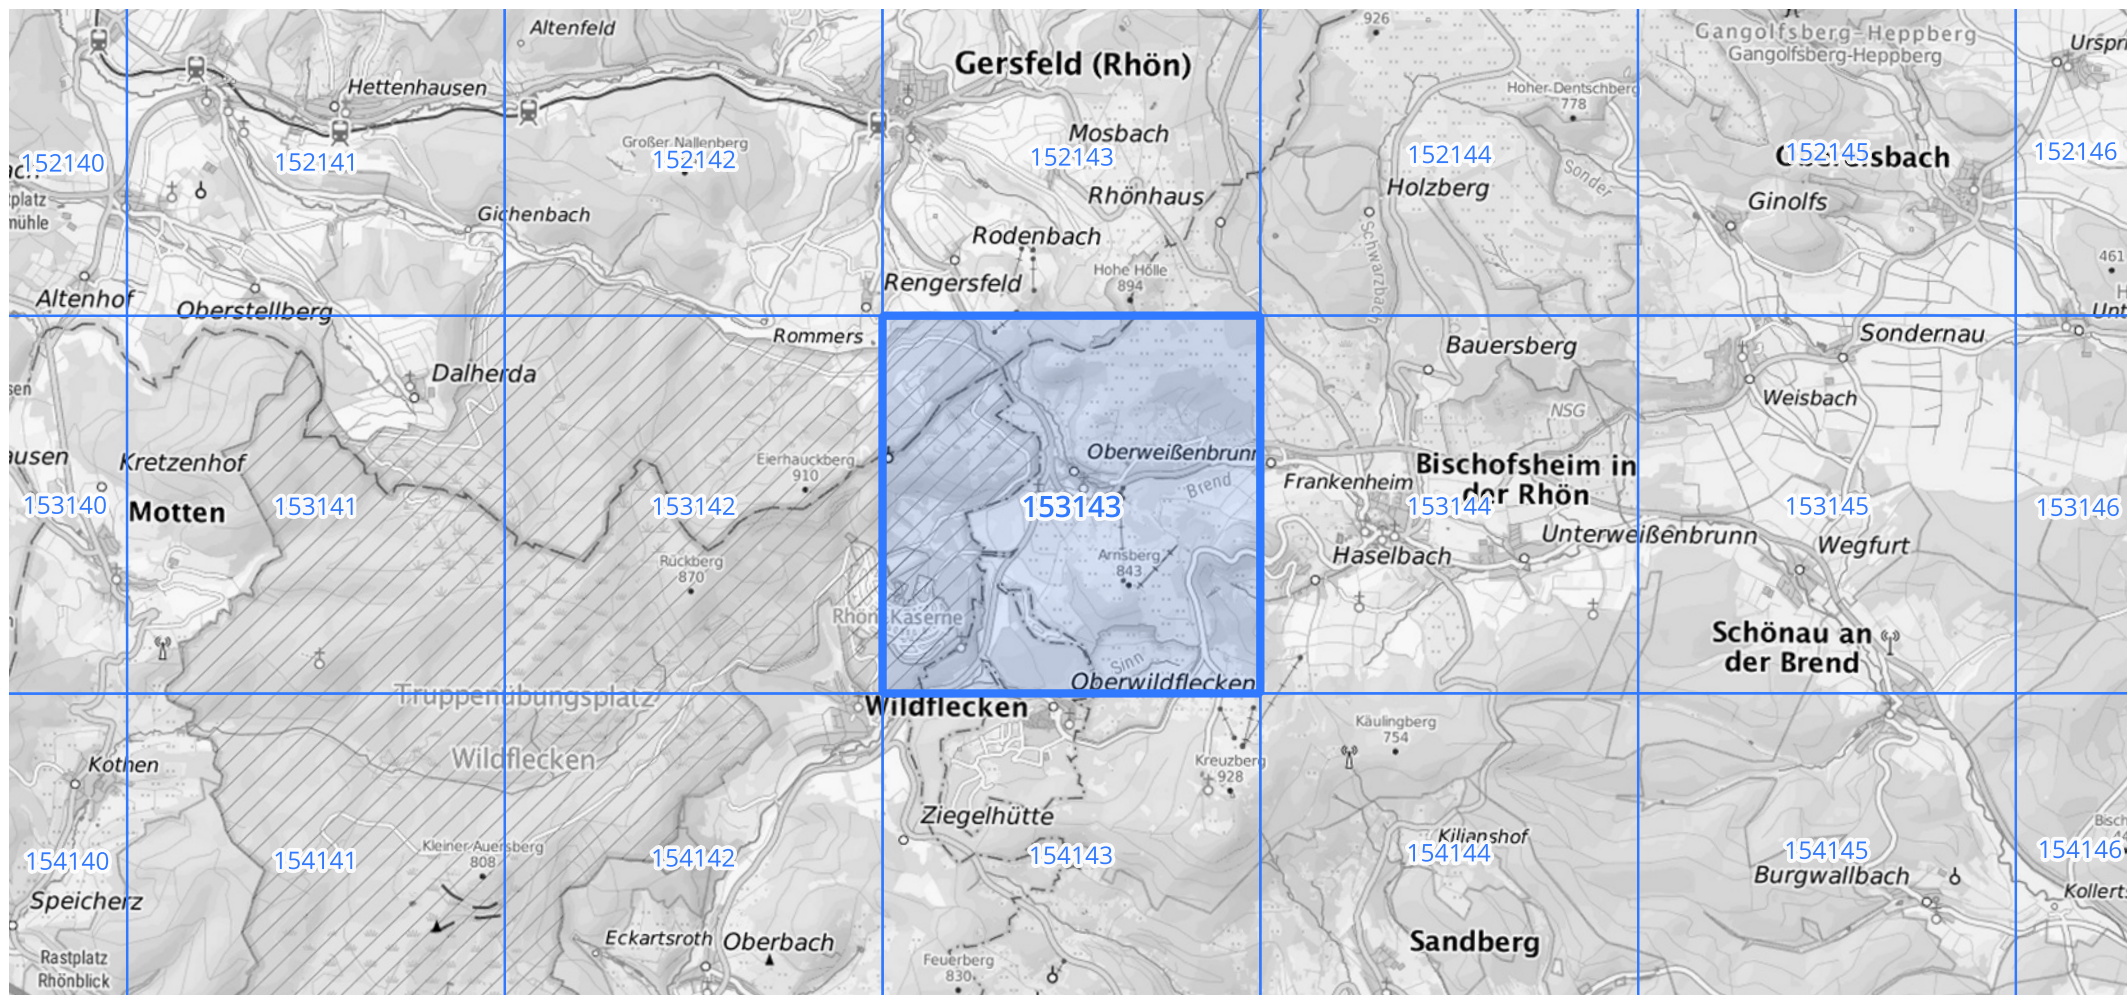 Altenfeld
Gersfeld (Rhön)
926
Gangolfsberg-Heppberg
Gangolfsberg-Heppberg
Hettenhausen
Hoher-Dentschberg
778
Großer Nallenberg
Mosbach
152140
152141
152142
152143
152144
152145
152146
platz
mühle
Gichenbach
Rhönhaus
Holzberg
Sonder
Ginolfs
Rodenbach
Schwarzbach
Altenhof
Oberstellberg
Rengersfeld
Hohe Hölle
894
461
Rommers
Bauersberg
Sondernau
Dalherda
NSG
Weisbach
Kretzenhof
Eierhauckberg
910
Oberweißenbrunn
Frankenheim
Bischofsheim in
der Rhön
Brend
153140
Motten
153141
153142
153143
153144
153145
153146
Rückberg
870
Arnsberg
843
Haselbach
Unterweißenbrunn
Wegfurt
Rhön-Kaserne
Schönau an
der Brend
Sinn
Oberwildflecken
Truppenübungsplatz
Wildflecken
Wildflecken
Käulingberg
754
Kreuzberg
928
Kothen
Ziegelhütte
Kilianshof
Kleiner-Auersberg
808
154140
154141
154142
154143
154144
154145
154146
Burgwallbach
Speicherz
Eckartsroth
Oberbach
Sandberg
Rastplatz
Rhönblick
Feuerberg
830